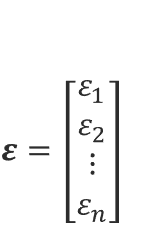 ε = [ε₁
ε₂
⋮
εₙ]